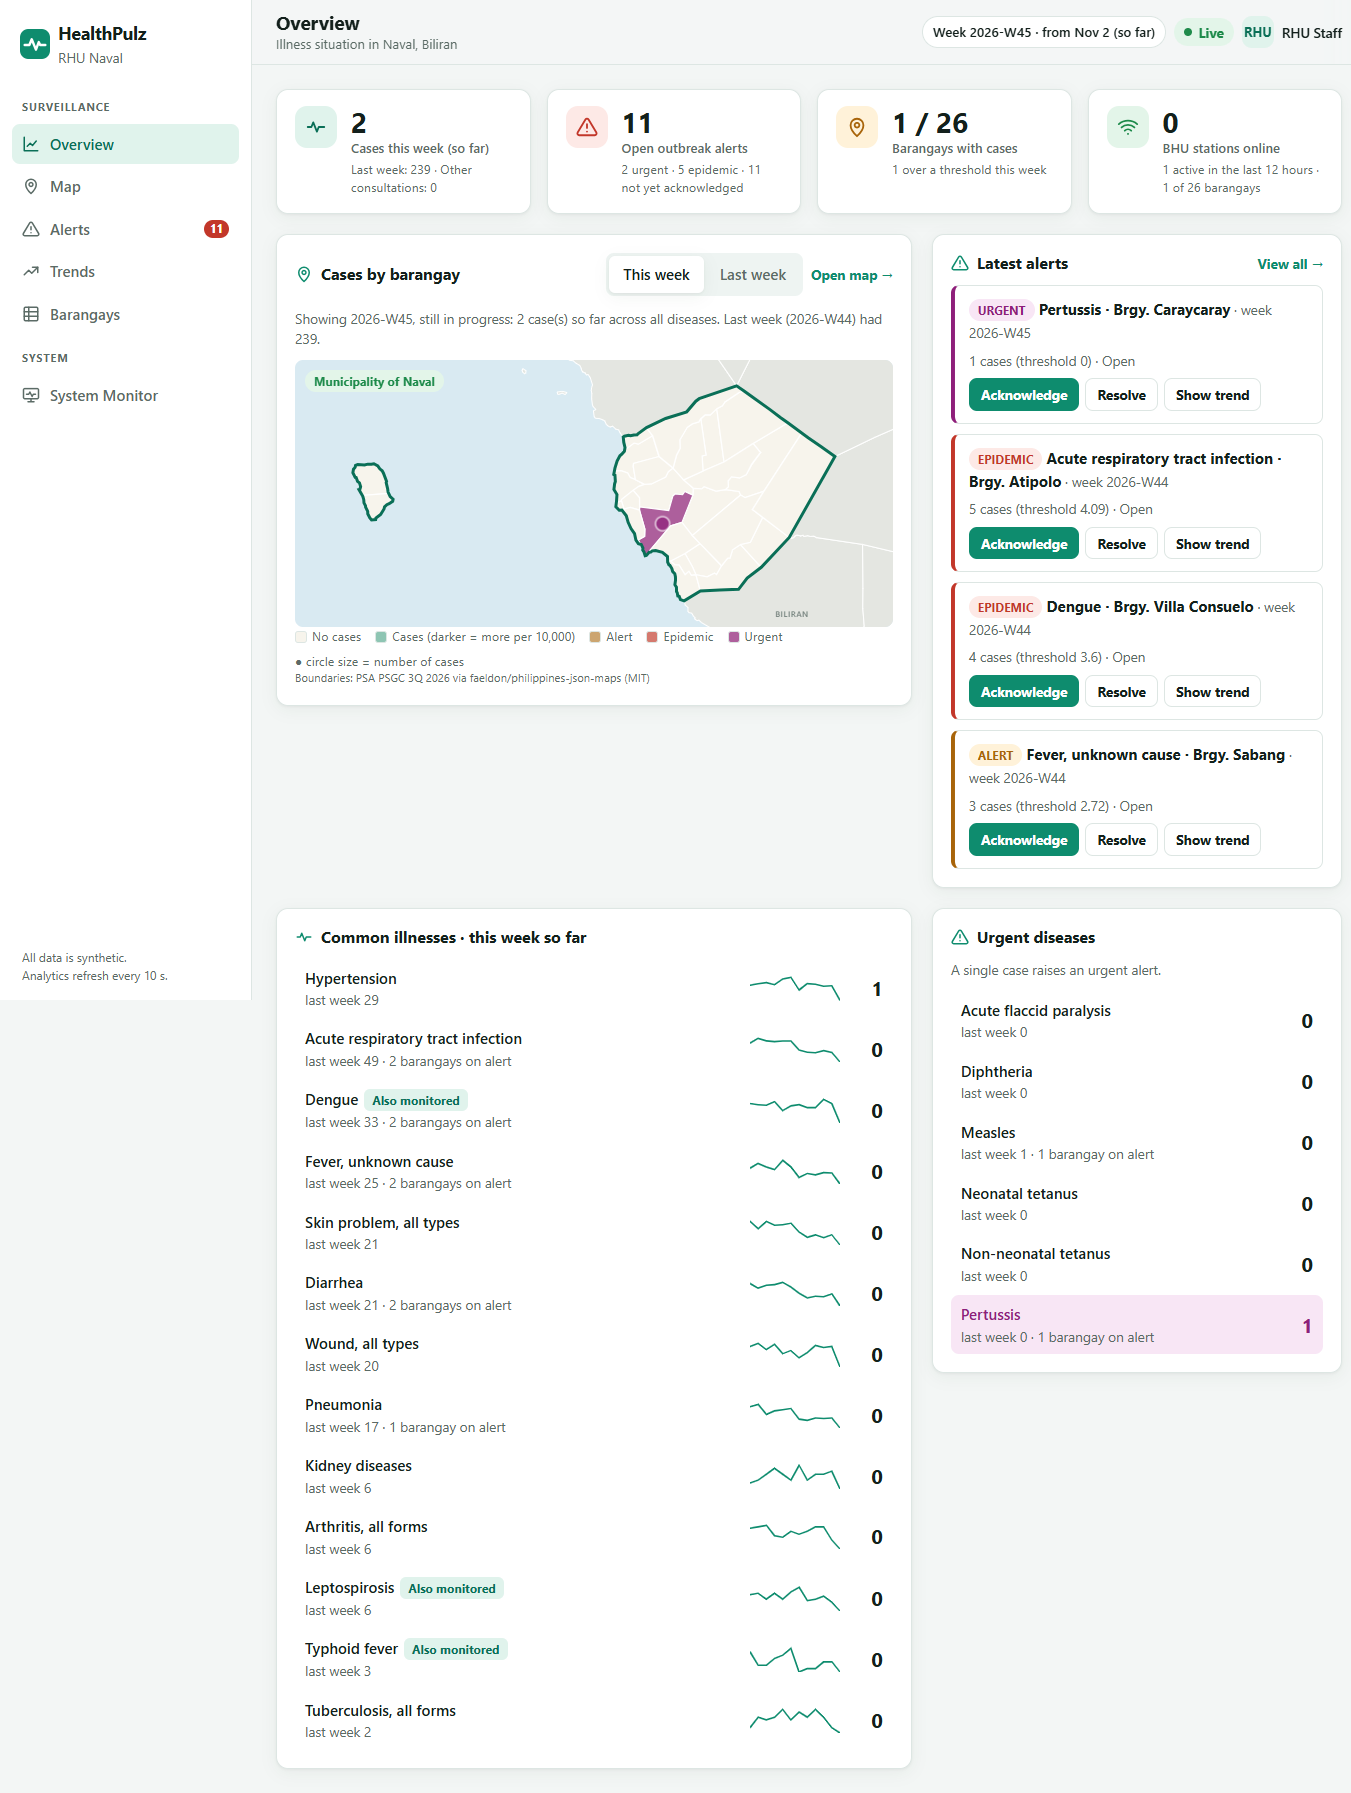 HealthPulz
RHU Naval
SURVEILLANCE
Overview
Map
Alerts
11
Trends
Barangays
SYSTEM
System Monitor
All data is synthetic.
Analytics refresh every 10 s.
Overview
Illness situation in Naval, Biliran
Week 2026-W45 · from Nov 2 (so far)
Live
RHU
RHU Staff
2
Cases this week (so far)
Last week: 239 · Other
consultations: 0
11
Open outbreak alerts
2 urgent · 5 epidemic · 11
not yet acknowledged
1 / 26
Barangays with cases
1 over a threshold this week
0
BHU stations online
1 active in the last 12 hours ·
1 of 26 barangays
Cases by barangay
This week
Last week
Open map →
Showing 2026-W45, still in progress: 2 case(s) so far across all diseases. Last week (2026-W44) had
239.
Municipality of Naval
BILIRAN
No cases
Cases (darker = more per 10,000)
Alert
Epidemic
Urgent
● circle size = number of cases
Boundaries: PSA PSGC 3Q 2026 via faeldon/philippines-json-maps (MIT)
Latest alerts
View all →
URGENT Pertussis · Brgy. Caraycaray · week
2026-W45
1 cases (threshold 0) · Open
Acknowledge
Resolve
Show trend
EPIDEMIC Acute respiratory tract infection ·
Brgy. Atipolo · week 2026-W44
5 cases (threshold 4.09) · Open
Acknowledge
Resolve
Show trend
EPIDEMIC Dengue · Brgy. Villa Consuelo · week
2026-W44
4 cases (threshold 3.6) · Open
Acknowledge
Resolve
Show trend
ALERT Fever, unknown cause · Brgy. Sabang ·
week 2026-W44
3 cases (threshold 2.72) · Open
Acknowledge
Resolve
Show trend
Common illnesses · this week so far
Hypertension
last week 29
1
Acute respiratory tract infection
last week 49 · 2 barangays on alert
0
Dengue Also monitored
last week 33 · 2 barangays on alert
0
Fever, unknown cause
last week 25 · 2 barangays on alert
0
Skin problem, all types
last week 21
0
Diarrhea
last week 21 · 2 barangays on alert
0
Wound, all types
last week 20
0
Pneumonia
last week 17 · 1 barangay on alert
0
Kidney diseases
last week 6
0
Arthritis, all forms
last week 6
0
Leptospirosis Also monitored
last week 6
0
Typhoid fever Also monitored
last week 3
0
Tuberculosis, all forms
last week 2
0
Urgent diseases
A single case raises an urgent alert.
Acute flaccid paralysis
last week 0
0
Diphtheria
last week 0
0
Measles
last week 1 · 1 barangay on alert
0
Neonatal tetanus
last week 0
0
Non-neonatal tetanus
last week 0
0
Pertussis
last week 0 · 1 barangay on alert
1